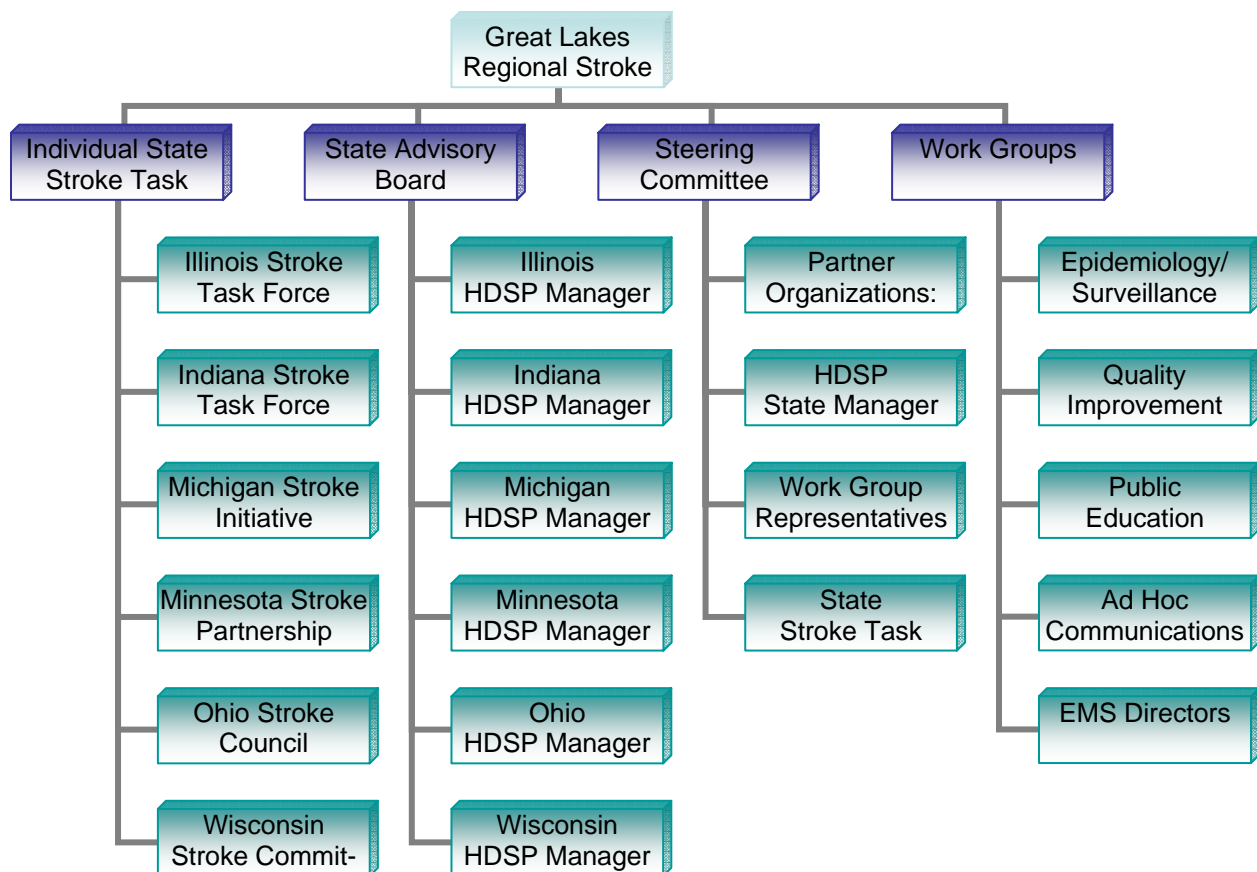 Great Lakes
Regional Stroke
Individual State
Stroke Task
State Advisory
Board
Steering
Committee
Work Groups
Illinois Stroke
Task Force
Indiana Stroke
Task Force
Michigan Stroke
Initiative
Minnesota Stroke
Partnership
Ohio Stroke
Council
Wisconsin
Stroke Commit-
Illinois
HDSP Manager
Indiana
HDSP Manager
Michigan
HDSP Manager
Minnesota
HDSP Manager
Ohio
HDSP Manager
Wisconsin
HDSP Manager
Partner
Organizations:
HDSP
State Manager
Work Group
Representatives
State
Stroke Task
Epidemiology/
Surveillance
Quality
Improvement
Public
Education
Ad Hoc
Communications
EMS Directors